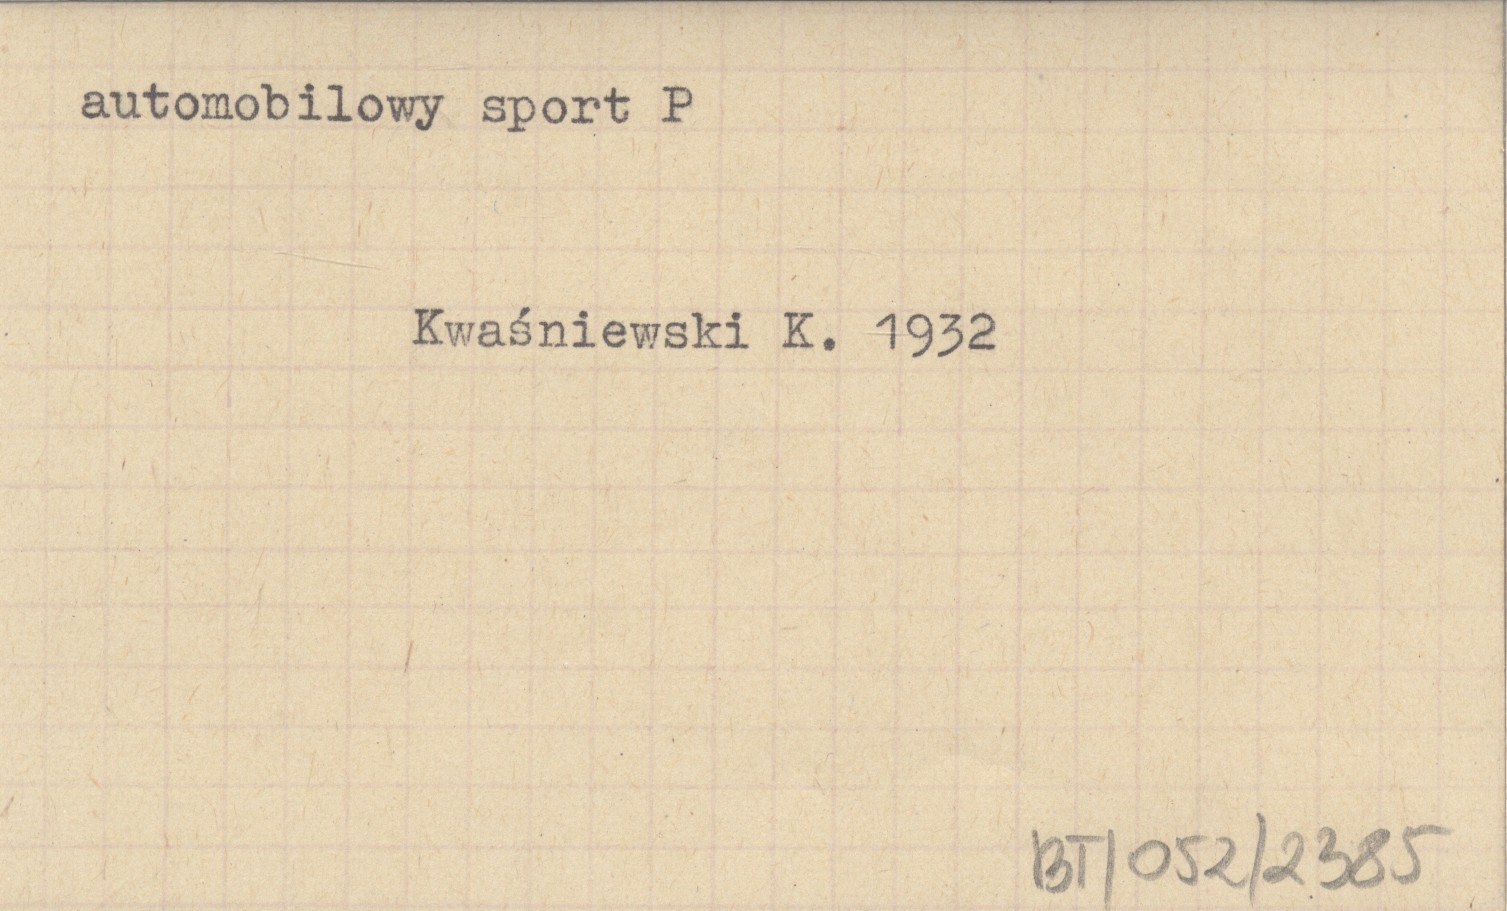 automobilowy sport P
Kwaśniewski K. 1932
BT/052/2385